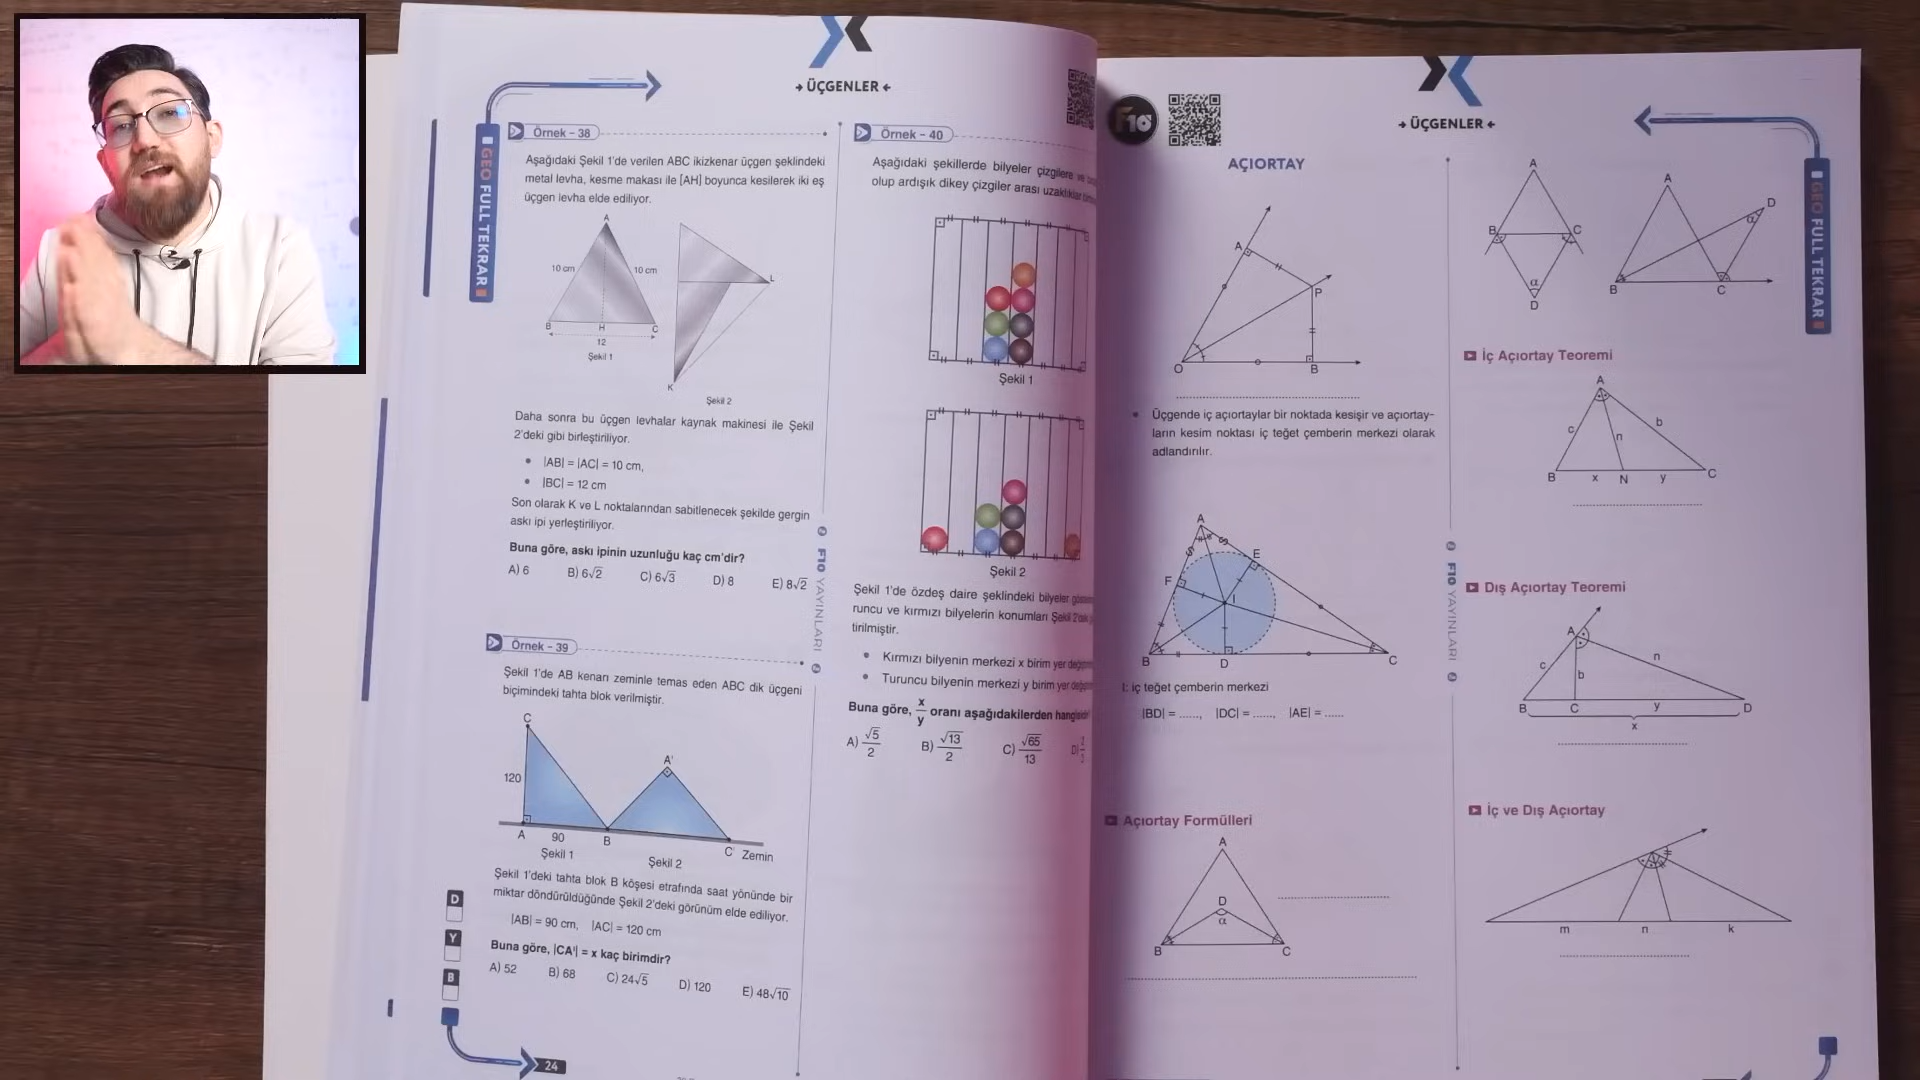 ÜÇGENLER
GEO FULL TEKRAR
Örnek - 38
Aşağıdaki Şekil 1'de verilen ABC ikizkenar üçgen şeklindeki
metal levha, kesme makası ile [AH] boyunca kesilerek iki eş
üçgen levha elde ediliyor.
A
10 cm
10 cm
B
H
C
12
Şekil 1
L
K
Şekil 2
Daha sonra bu üçgen levhalar kaynak makinesi ile Şekil
2'deki gibi birleştiriliyor.
• |AB| = |AC| = 10 cm,
• |BC| = 12 cm
Son olarak K ve L noktalarından sabitlenecek şekilde gergin
askı ipi yerleştiriliyor.
Buna göre, askı ipinin uzunluğu kaç cm'dir?
A) 6 B) 6√2 C) 6√3 D) 8 E) 8√2
Örnek - 39
Şekil 1'de AB kenarı zeminle temas eden ABC dik üçgeni
biçimindeki tahta blok verilmiştir.
C
120
A'
A
90
B
C'
Zemin
Şekil 1
Şekil 2
Şekil 1'deki tahta blok B köşesi etrafında saat yönünde bir
miktar döndürüldüğünde Şekil 2'deki görünüm elde ediliyor.
|AB| = 90 cm, |AC| = 120 cm
Buna göre, |CA'| = x kaç birimdir?
A) 52 B) 68 C) 24√5 D) 120 E) 48√10
D
Y
B
24
F10 YAYINLARI
Örnek - 40
Aşağıdaki şekillerde bilyeler çizgilere ve
olup ardışık dikey çizgiler arası uzaklıklar
Şekil 1
Şekil 2
Şekil 1'de özdeş daire şeklindeki bilyeler
runcu ve kırmızı bilyelerin konumları Şekil 2'de
tirilmiştir.
• Kırmızı bilyenin merkezi x birim yer
• Turuncu bilyenin merkezi y birim yer
Buna göre, x/y oranı aşağıdakilerden
A) √5/2 B) √13/2 C) √65/13 D)
F10
ÜÇGENLER
GEO FULL TEKRAR
AÇIORTAY
A
P
O
B
• Üçgende iç açıortaylar bir noktada kesişir ve açıortay-
ların kesim noktası iç teğet çemberin merkezi olarak
adlandırılır.
A
E
F
I
B
D
C
I: iç teğet çemberin merkezi
|BD| = ......, |DC| = ......, |AE| = ......
Açıortay Formülleri
A
D
α
B
C
F10 YAYINLARI
A
B
C
α
D
A
D
α
B
C
İç Açıortay Teoremi
A
c
b
n
B
x
N
y
C
Dış Açıortay Teoremi
A
c
n
b
B
C
y
D
x
İç ve Dış Açıortay
m
n
k